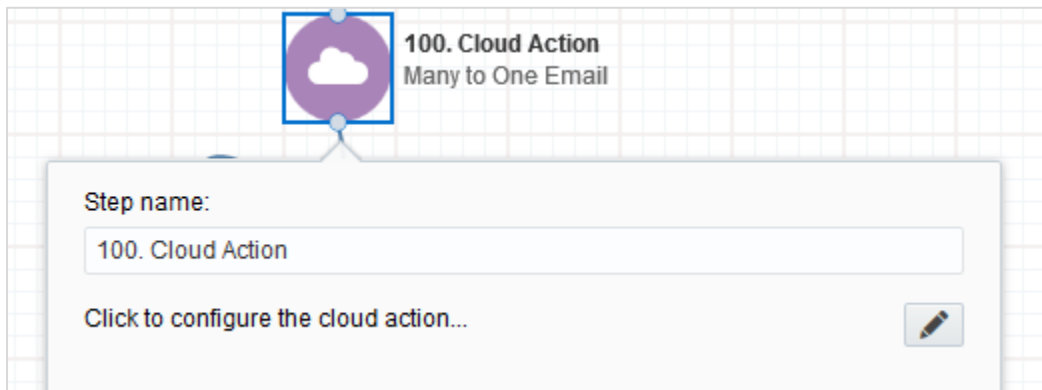 100. Cloud Action
Many to One Email
Step name:
100. Cloud Action
Click to configure the cloud action...